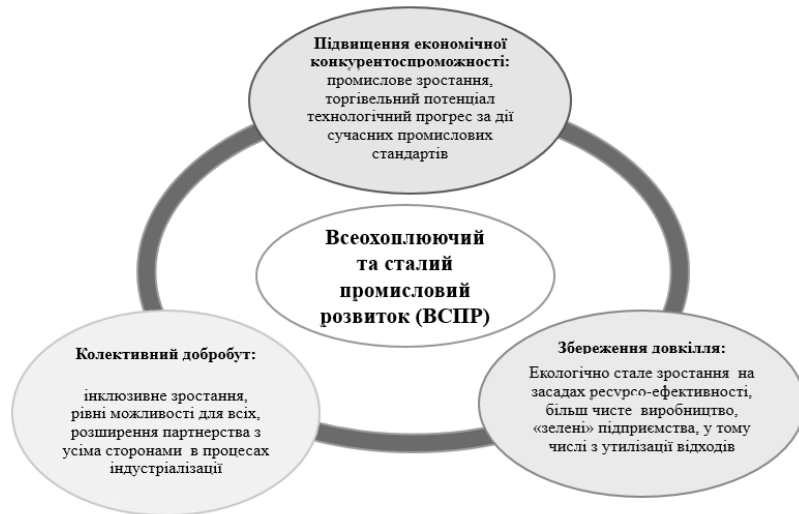 Підвищення економічної
конкурентоспроможності:
промислове зростання,
торгівельний потенціал
технологічний прогрес за дії
сучасних промислових
стандартів
Всеохоплюючий
та сталий
промисловий
розвиток (ВСПР)
Колективний добробут:
інклюзивне зростання,
рівні можливості для всіх,
розширення партнерства з
усіма сторонами в процесах
індустріалізації
Збереження довкілля:
Екологічно стале зростання на
засадах ресурсо-ефективності,
більш чисте виробництво,
«зелені» підприємства, у тому
числі з утилізації відходів